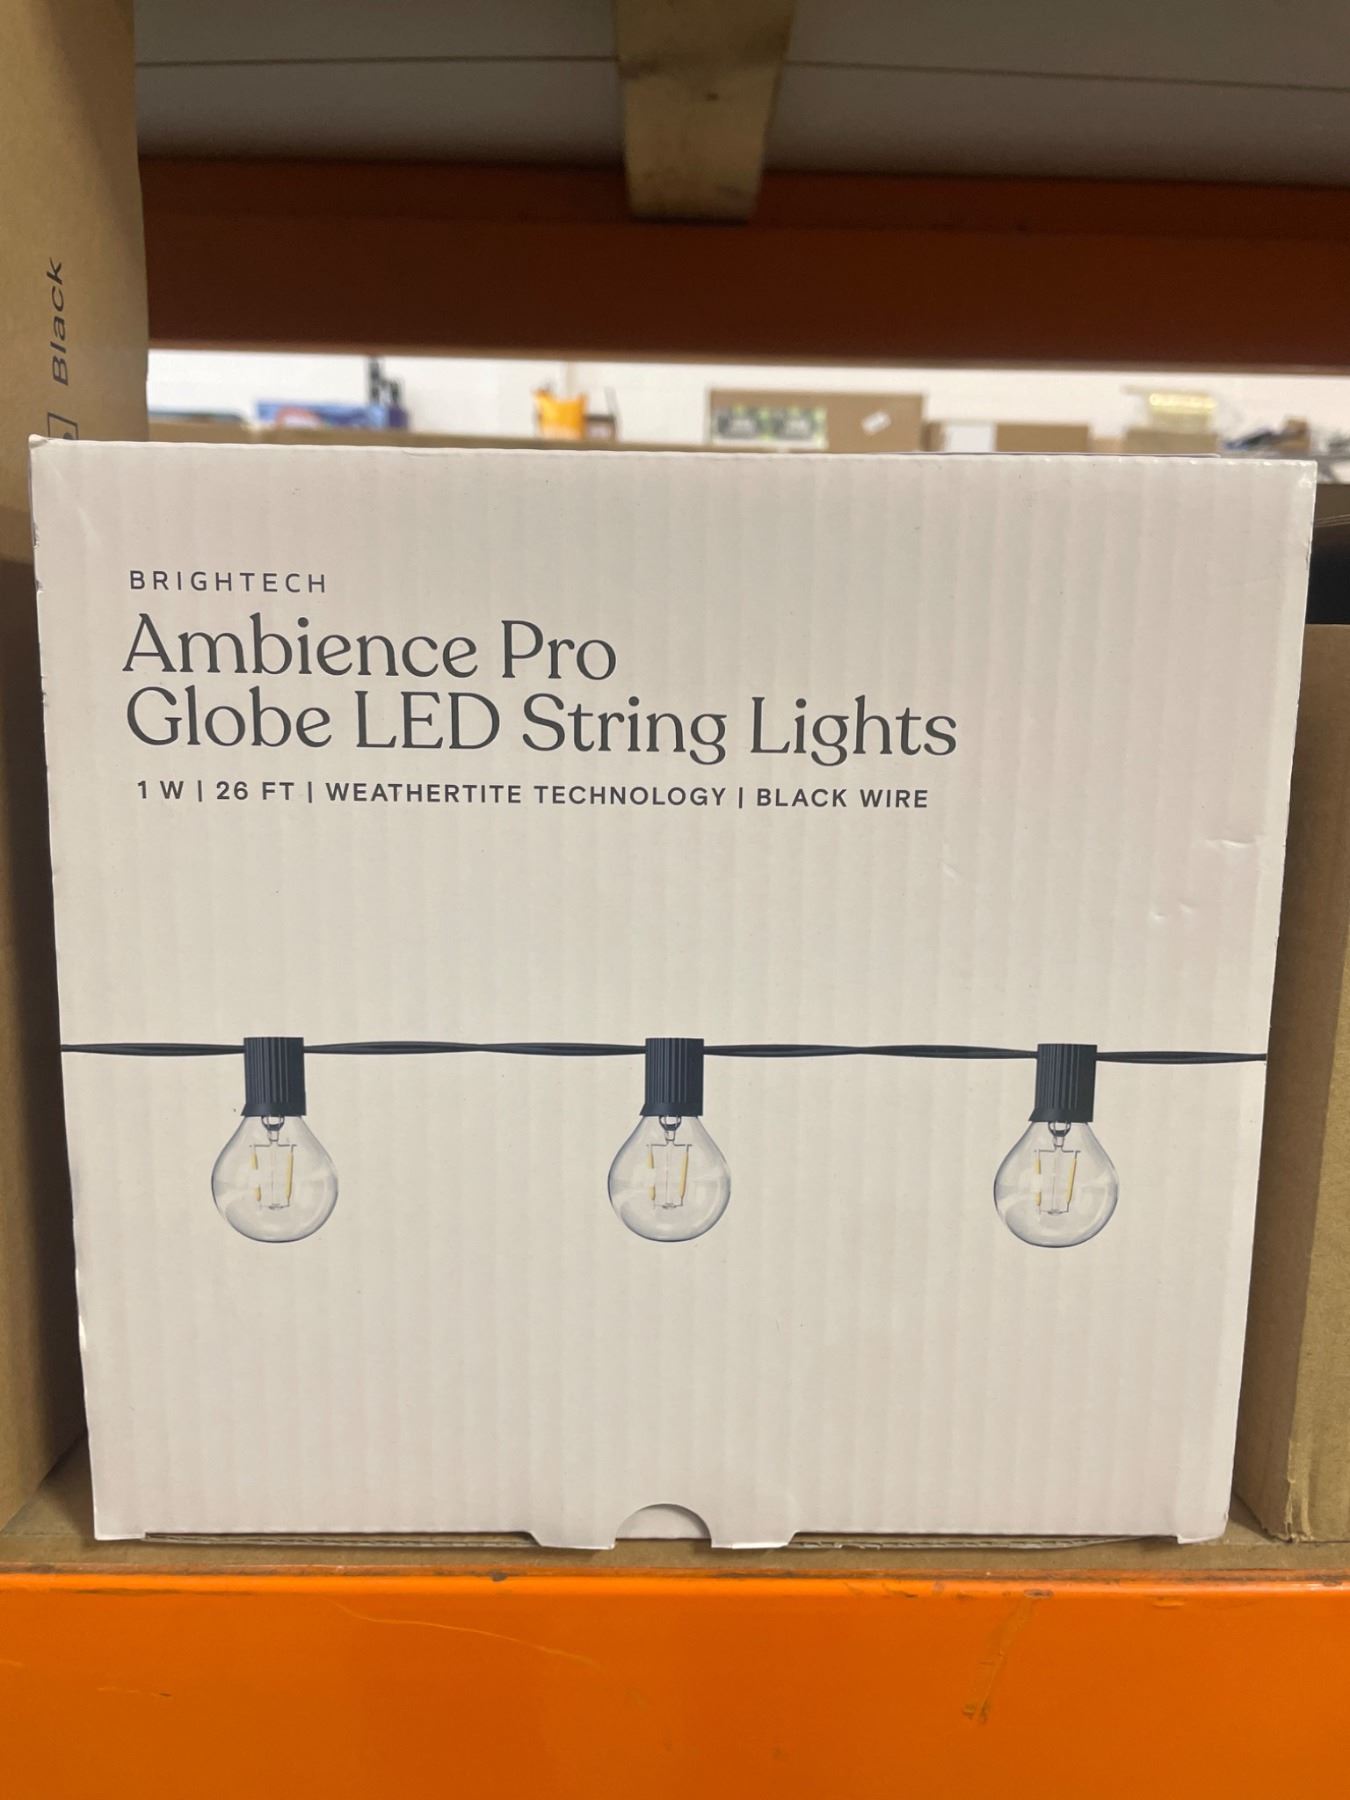 Black
BRIGHTECH
Ambience Pro
Globe LED String Lights
1 W | 26 FT | WEATHERTITE TECHNOLOGY | BLACK WIRE